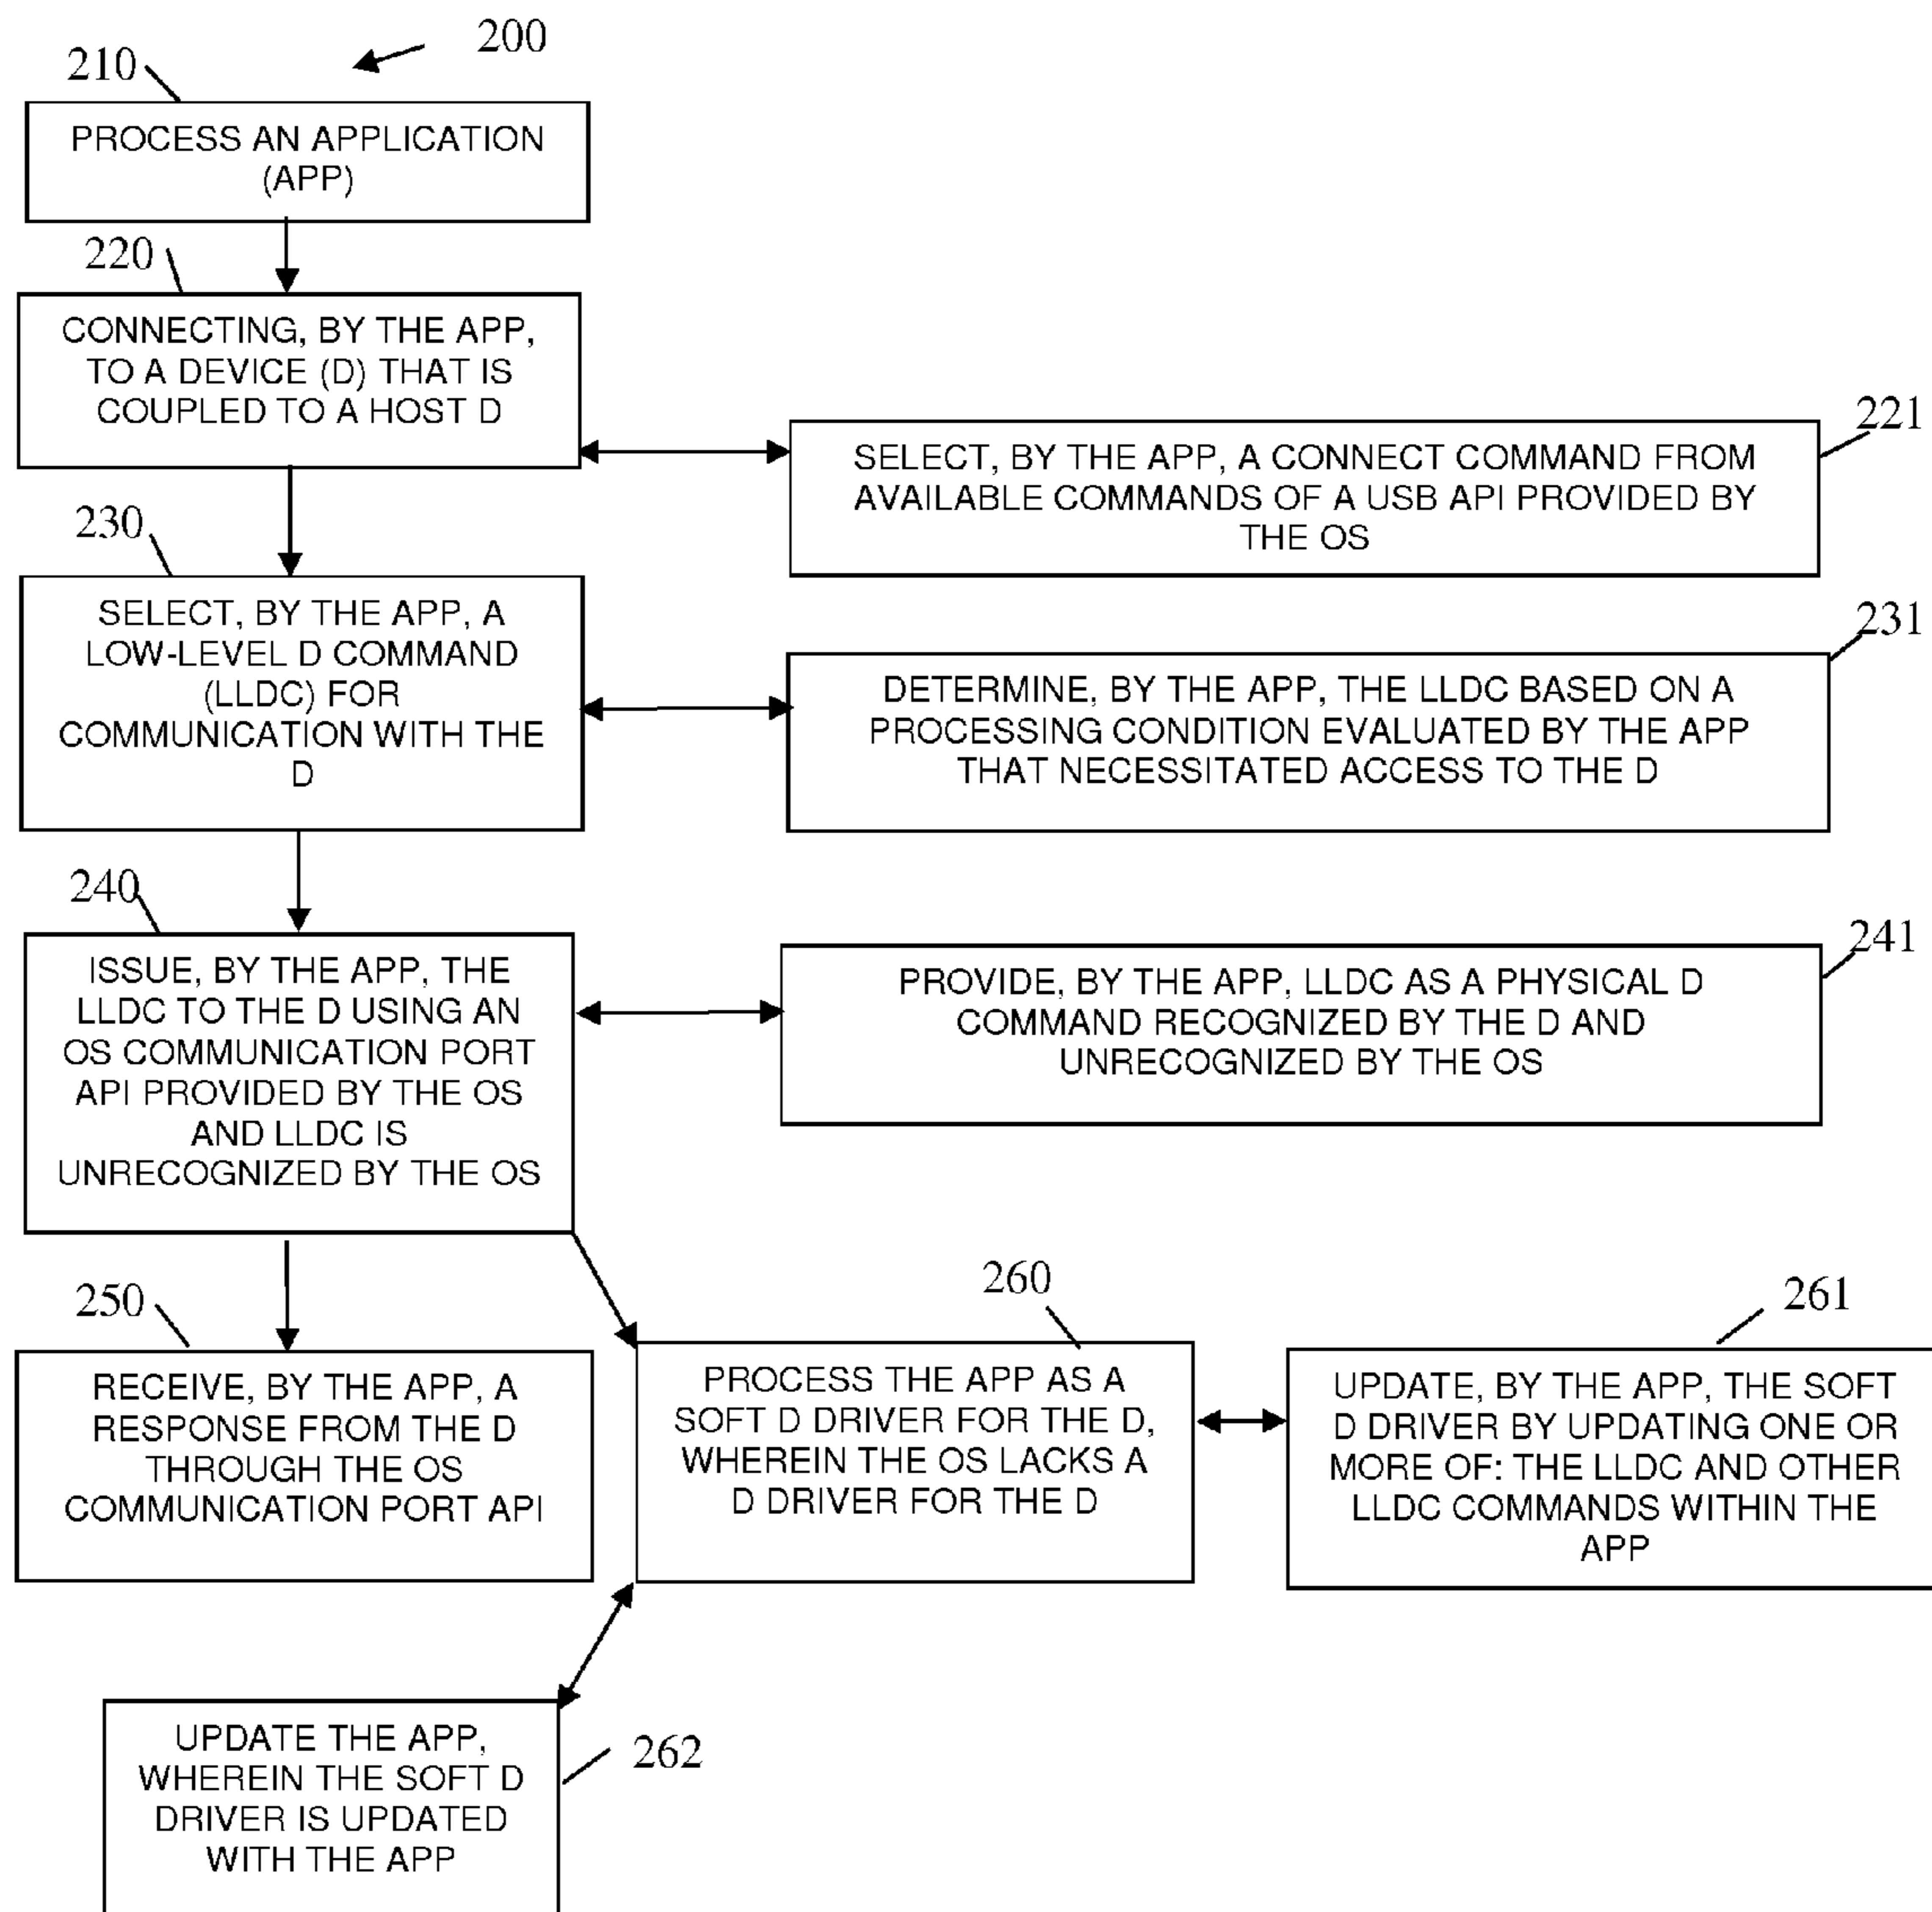 200
210
PROCESS AN APPLICATION
(APP)
220
CONNECTING, BY THE APP,
TO A DEVICE (D) THAT IS
COUPLED TO A HOST D
221
SELECT, BY THE APP, A CONNECT COMMAND FROM
AVAILABLE COMMANDS OF A USB API PROVIDED BY
THE OS
230
SELECT, BY THE APP, A
LOW-LEVEL D COMMAND
(LLDC) FOR
COMMUNICATION WITH THE
D
231
DETERMINE, BY THE APP, THE LLDC BASED ON A
PROCESSING CONDITION EVALUATED BY THE APP
THAT NECESSITATED ACCESS TO THE D
240
ISSUE, BY THE APP, THE
LLDC TO THE D USING AN
OS COMMUNICATION PORT
API PROVIDED BY THE OS
AND LLDC IS
UNRECOGNIZED BY THE OS
241
PROVIDE, BY THE APP, LLDC AS A PHYSICAL D
COMMAND RECOGNIZED BY THE D AND
UNRECOGNIZED BY THE OS
250
RECEIVE, BY THE APP, A
RESPONSE FROM THE D
THROUGH THE OS
COMMUNICATION PORT API
260
PROCESS THE APP AS A
SOFT D DRIVER FOR THE D,
WHEREIN THE OS LACKS A
D DRIVER FOR THE D
261
UPDATE, BY THE APP, THE SOFT
D DRIVER BY UPDATING ONE OR
MORE OF: THE LLDC AND OTHER
LLDC COMMANDS WITHIN THE
APP
UPDATE THE APP,
WHEREIN THE SOFT D
DRIVER IS UPDATED
WITH THE APP
262